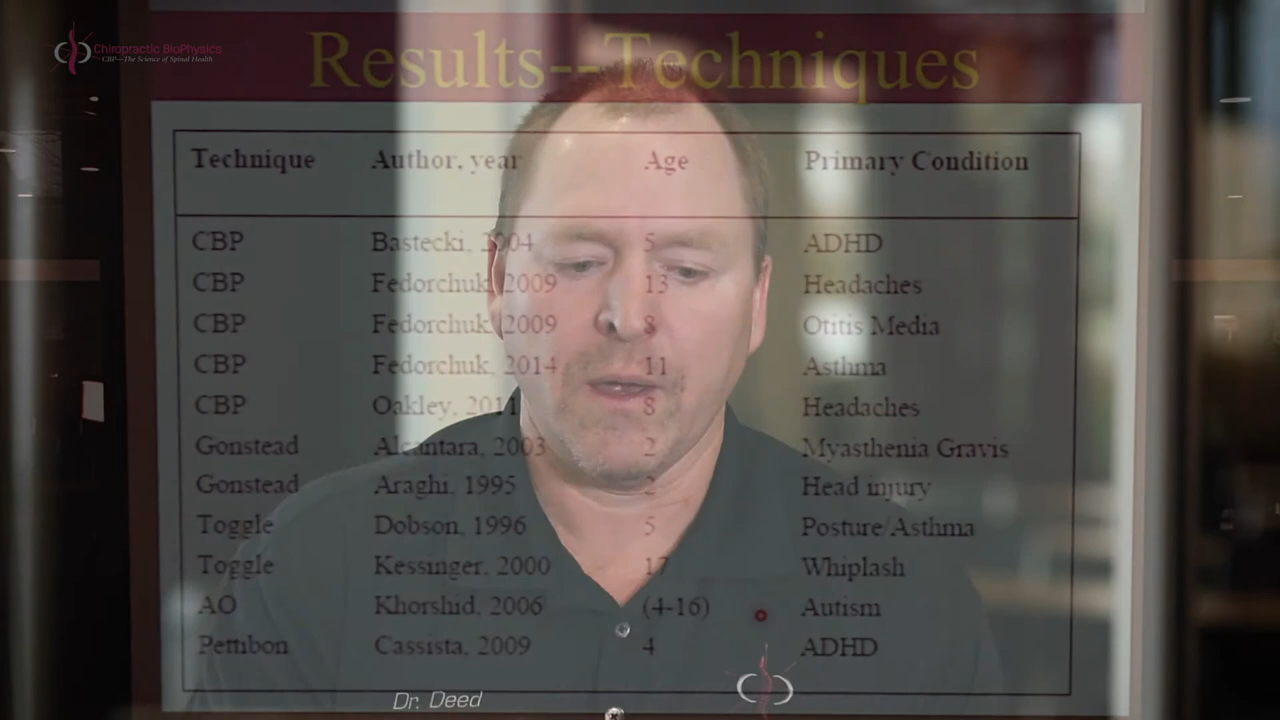 Chiropractic BioPhysics
CBP—The Science of Spinal Health
Results--Techniques
Technique Author, year Age Primary Condition
CBP Bastecki, 2004 5 ADHD
CBP Fedorchuk, 2009 13 Headaches
CBP Fedorchuk, 2009 8 Otitis Media
CBP Fedorchuk, 2014 11 Asthma
CBP Oakley, 2011 8 Headaches
Gonstead Alcantara, 2003 2 Myasthenia Gravis
Gonstead Araghi, 1995 2 Head injury
Toggle Dobson, 1996 5 Posture/Asthma
Toggle Kessinger, 2000 17 Whiplash
AO Khorshid, 2006 (4-16) Autism
Pettibon Cassista, 2009 4 ADHD
Dr. Deed